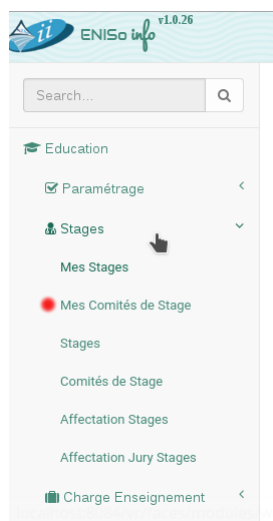 ii ENISo info v1.0.26
Search...
Education
Paramétrage
Stages
Mes Stages
Mes Comités de Stage
Stages
Comités de Stage
Affectation Stages
Affectation Jury Stages
Charge Enseignement